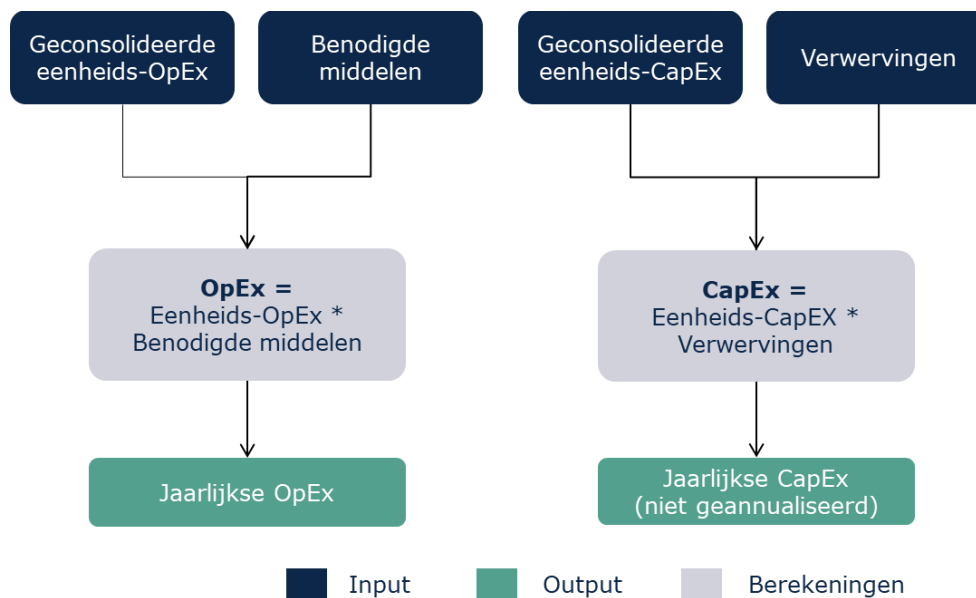 Geconsolideerde
eenheids-OpEx
Benodigde
middelen
Geconsolideerde
eenheids-CapEx
Verwervingen
OpEx =
Eenheids-OpEx *
Benodigde middelen
CapEx =
Eenheids-CapEX *
Verwervingen
Jaarlijkse OpEx
Jaarlijkse CapEx
(niet geannualiseerd)
Input
Output
Berekeningen